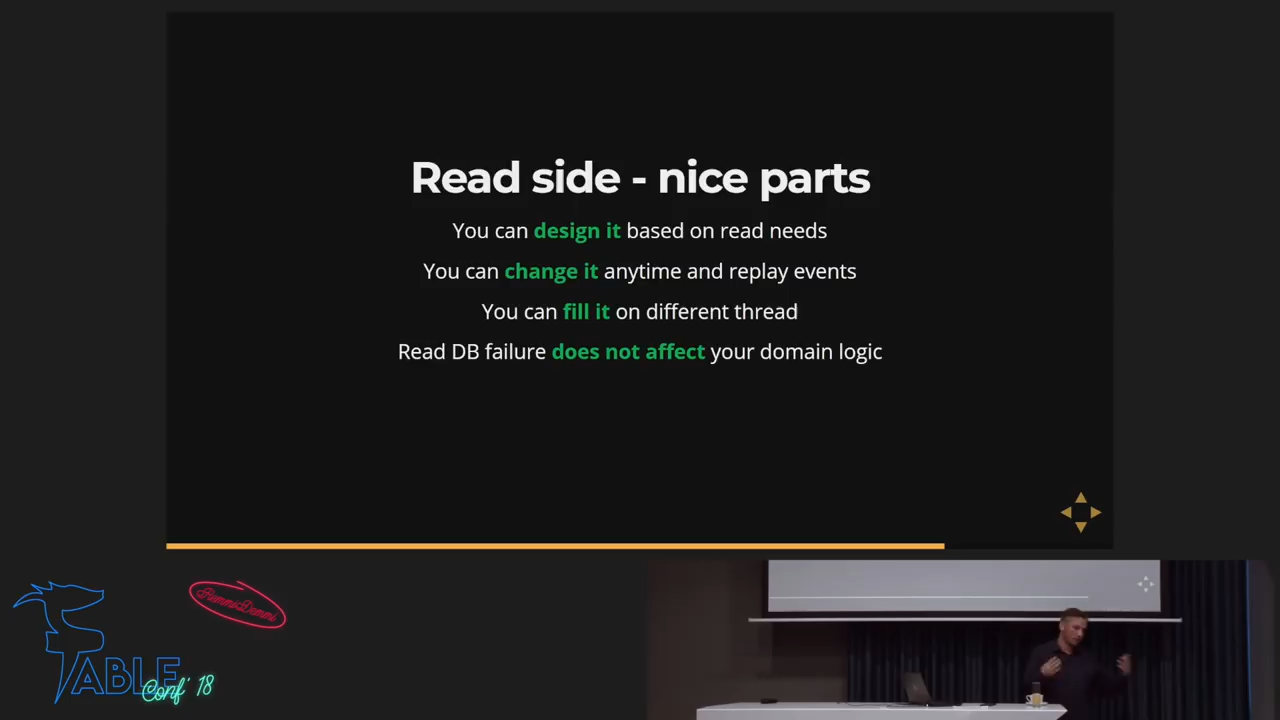 Read side - nice parts
You can design it based on read needs
You can change it anytime and replay events
You can fill it on different thread
Read DB failure does not affect your domain logic
FABLE
Conf' 18
RemmiDemmi